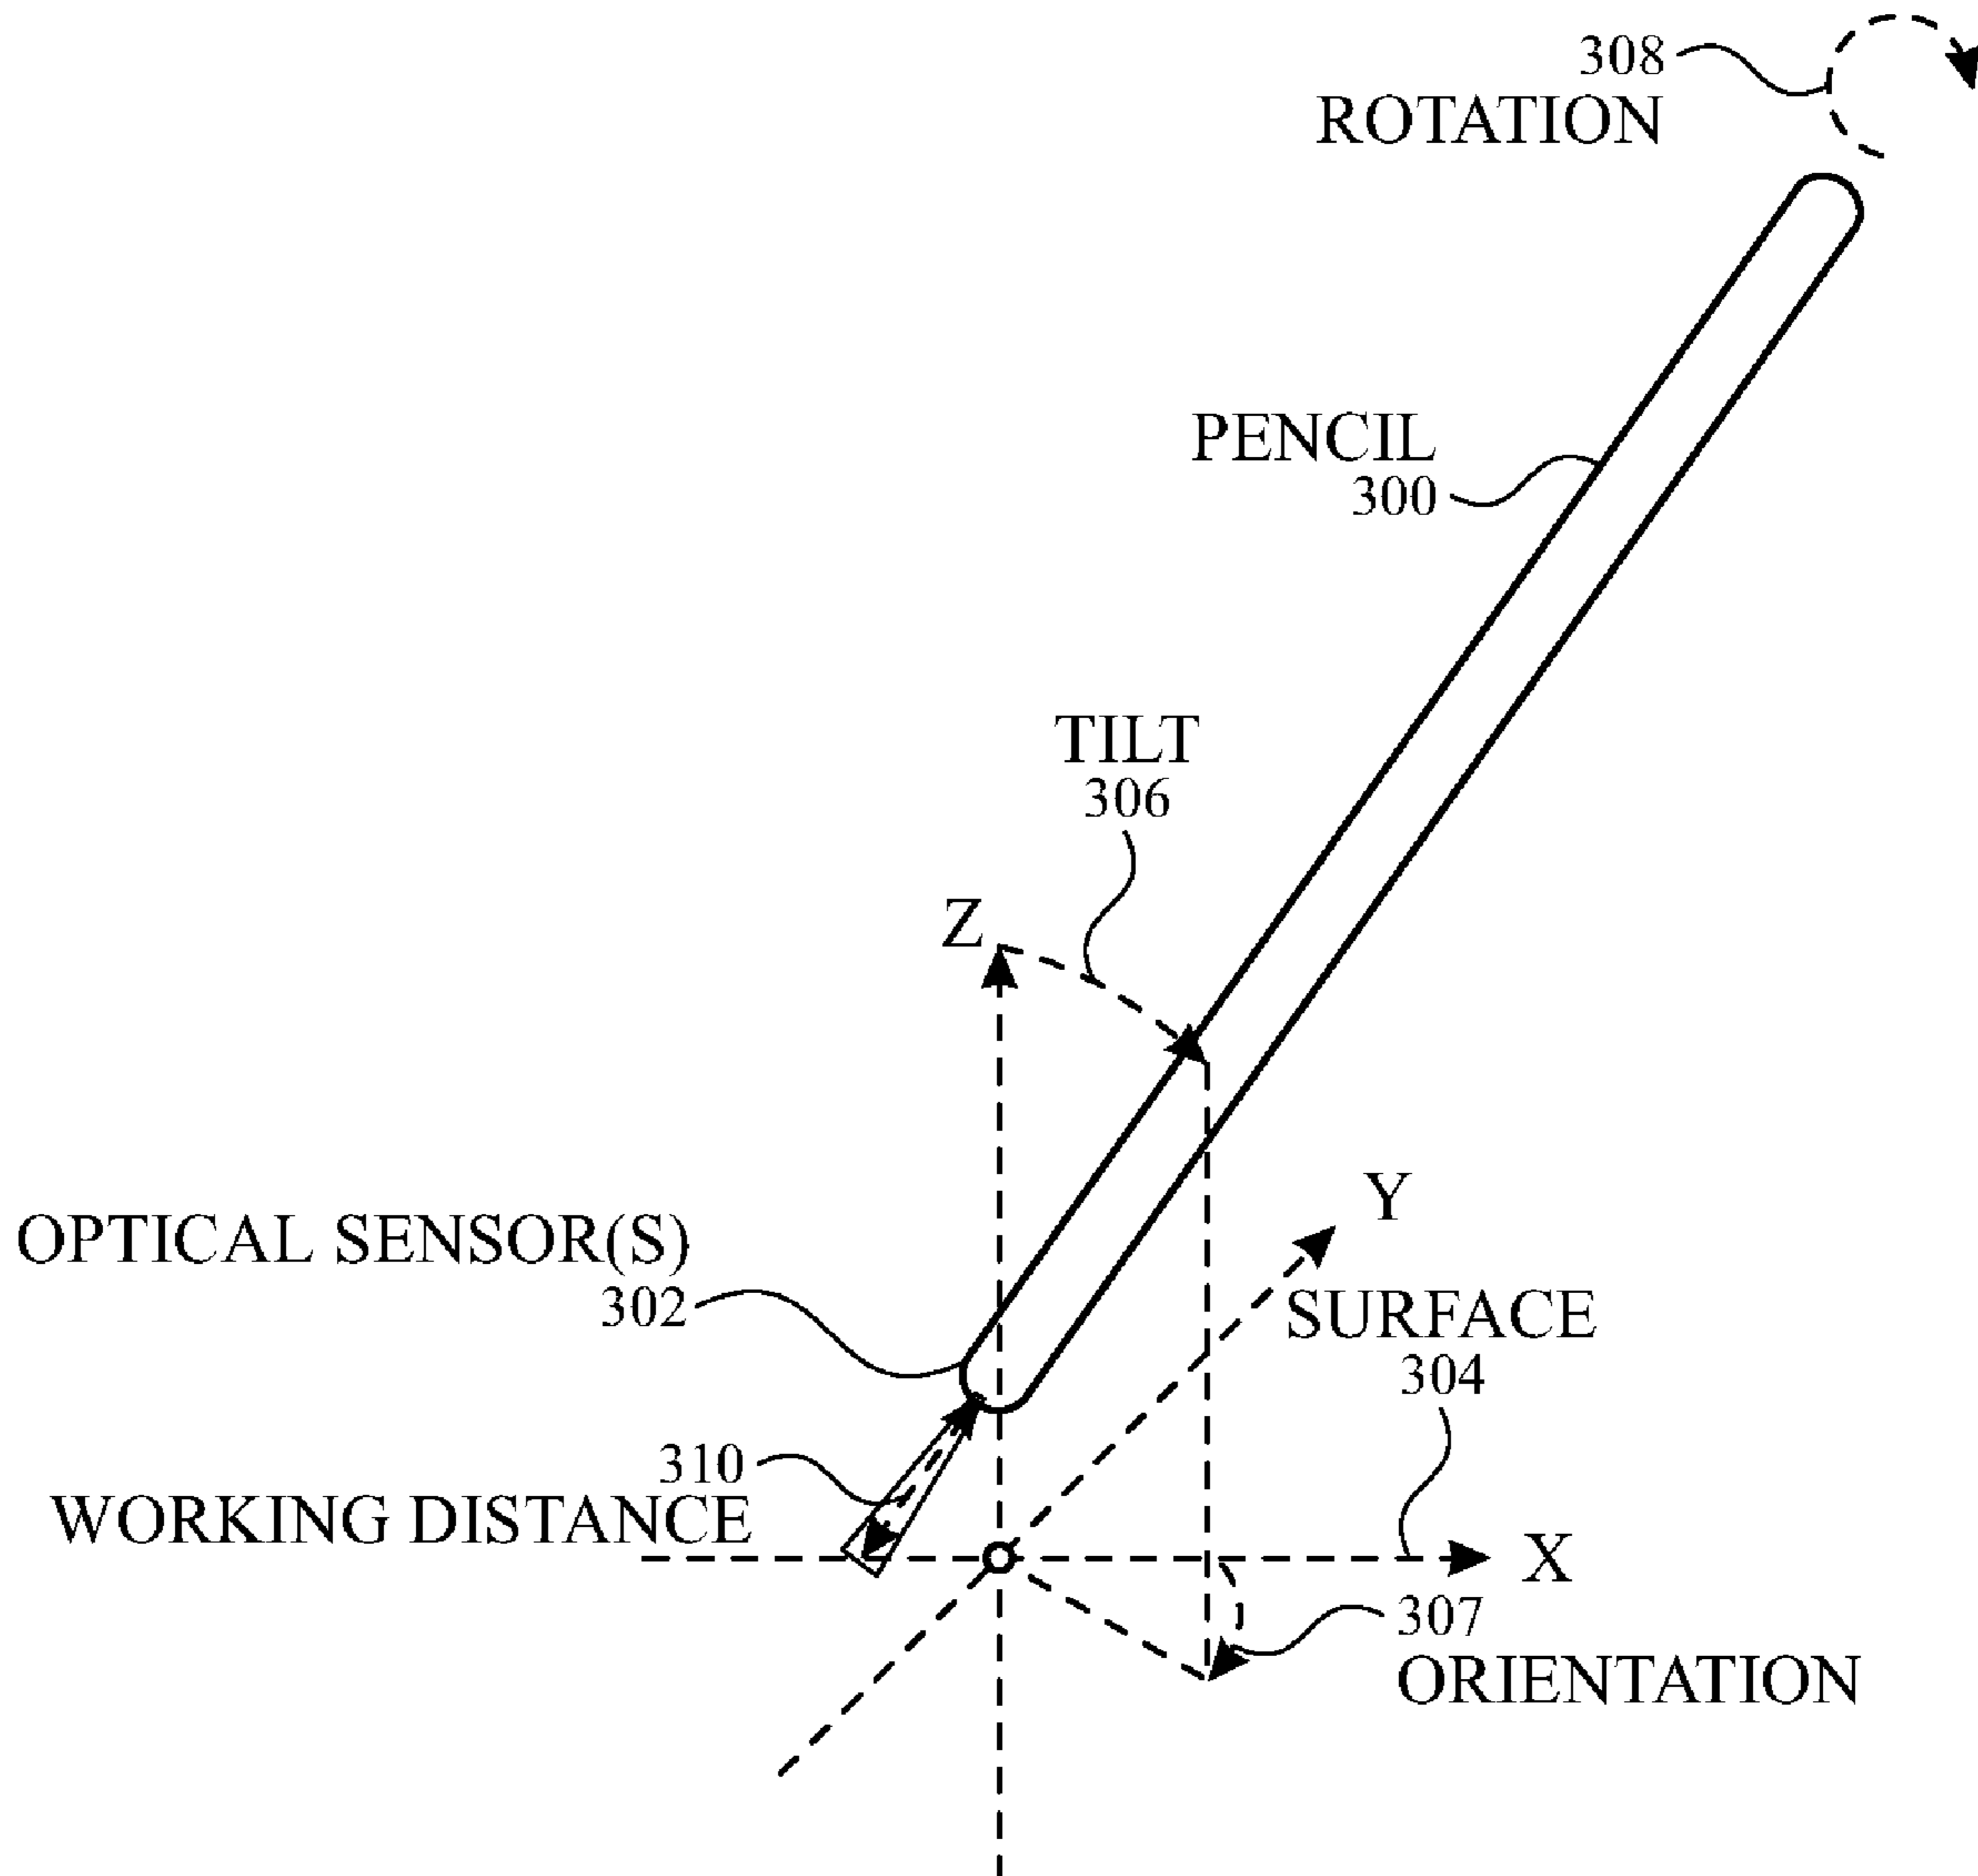 308
ROTATION
PENCIL
300
TILT
306
Z
Y
OPTICAL SENSOR(S)
302
SURFACE
304
310
WORKING DISTANCE
X
307
ORIENTATION